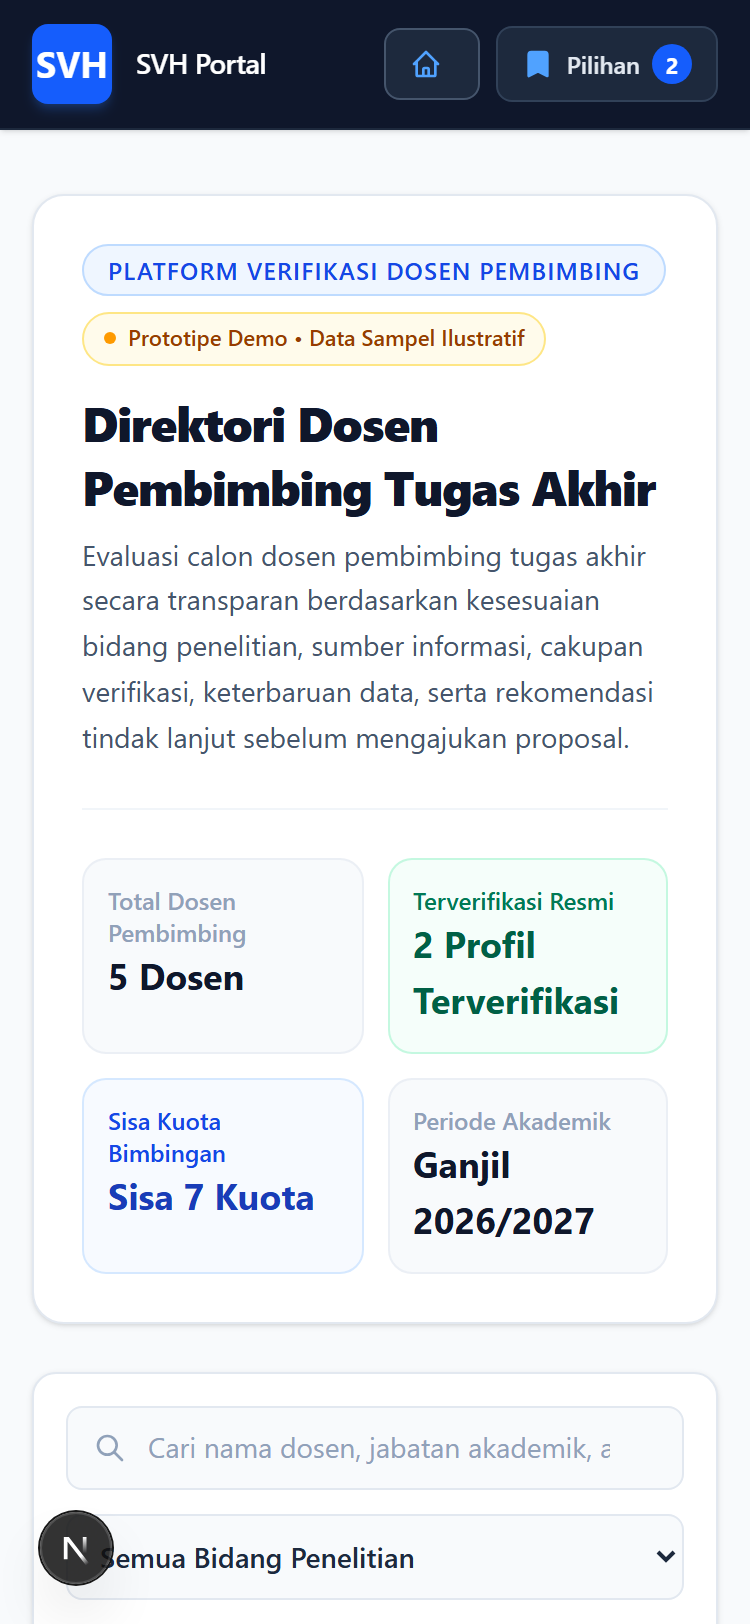 SVH
SVH Portal
Pilihan
2
PLATFORM VERIFIKASI DOSEN PEMBIMBING
Prototipe Demo • Data Sampel Ilustratif
Direktori Dosen
Pembimbing Tugas Akhir
Evaluasi calon dosen pembimbing tugas akhir
secara transparan berdasarkan kesesuaian
bidang penelitian, sumber informasi, cakupan
verifikasi, keterbaruan data, serta rekomendasi
tindak lanjut sebelum mengajukan proposal.
Total Dosen
Pembimbing
5 Dosen
Terverifikasi Resmi
2 Profil
Terverifikasi
Sisa Kuota
Bimbingan
Sisa 7 Kuota
Periode Akademik
Ganjil
2026/2027
Cari nama dosen, jabatan akademik, a
N
Semua Bidang Penelitian